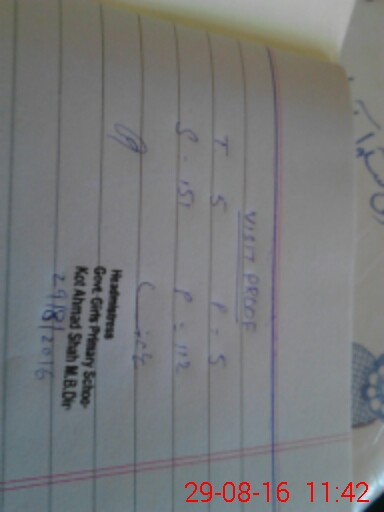 VISIT PROOF
T 5 P - 5
S - 151 P = 112
Headmistress
Govt Girls Primary School
Kot Ahmad Shah M.B.Din
29/8/2016
29-08-16 11:42